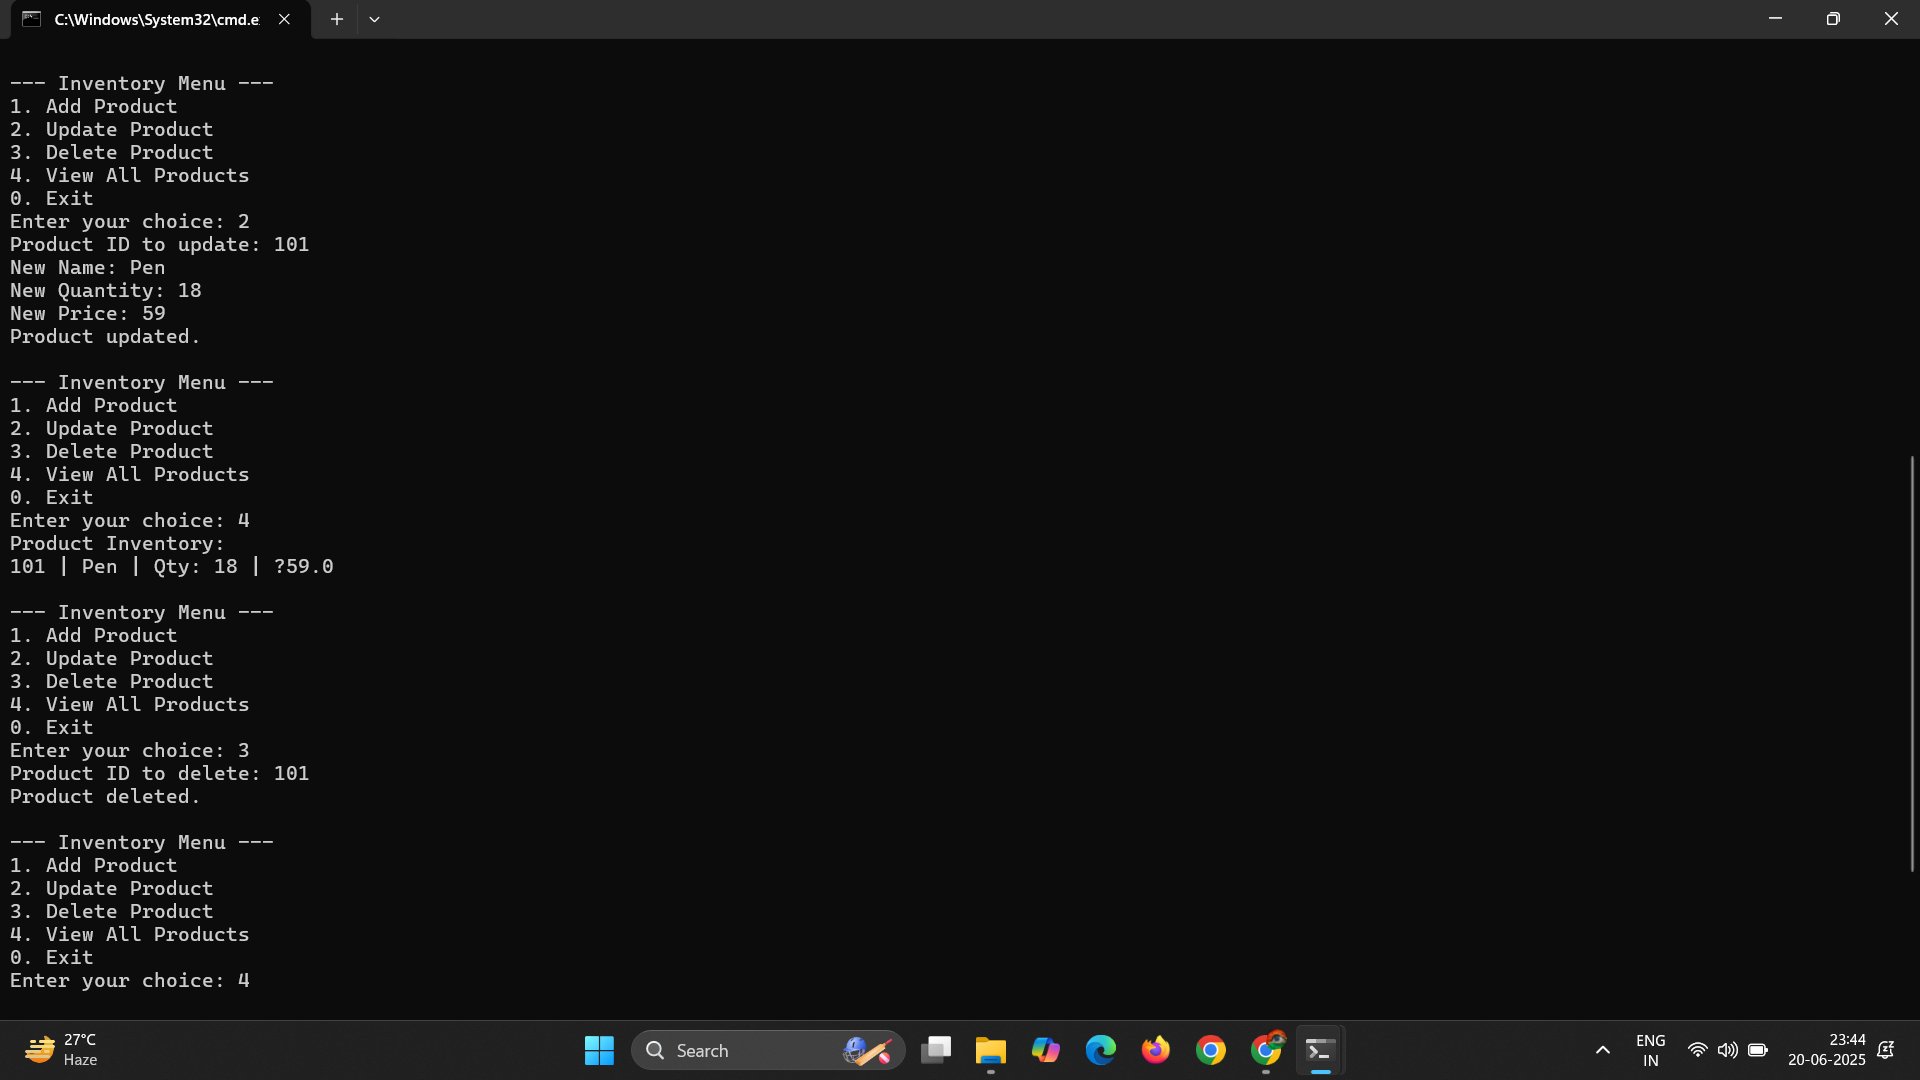 C:\Windows\System32\cmd.e
--- Inventory Menu ---
1. Add Product
2. Update Product
3. Delete Product
4. View All Products
0. Exit
Enter your choice: 2
Product ID to update: 101
New Name: Pen
New Quantity: 18
New Price: 59
Product updated.
--- Inventory Menu ---
1. Add Product
2. Update Product
3. Delete Product
4. View All Products
0. Exit
Enter your choice: 4
Product Inventory:
101 | Pen | Qty: 18 | ?59.0
--- Inventory Menu ---
1. Add Product
2. Update Product
3. Delete Product
4. View All Products
0. Exit
Enter your choice: 3
Product ID to delete: 101
Product deleted.
--- Inventory Menu ---
1. Add Product
2. Update Product
3. Delete Product
4. View All Products
0. Exit
Enter your choice: 4
27°C
Haze
Search
ENG
IN
23:44
20-06-2025